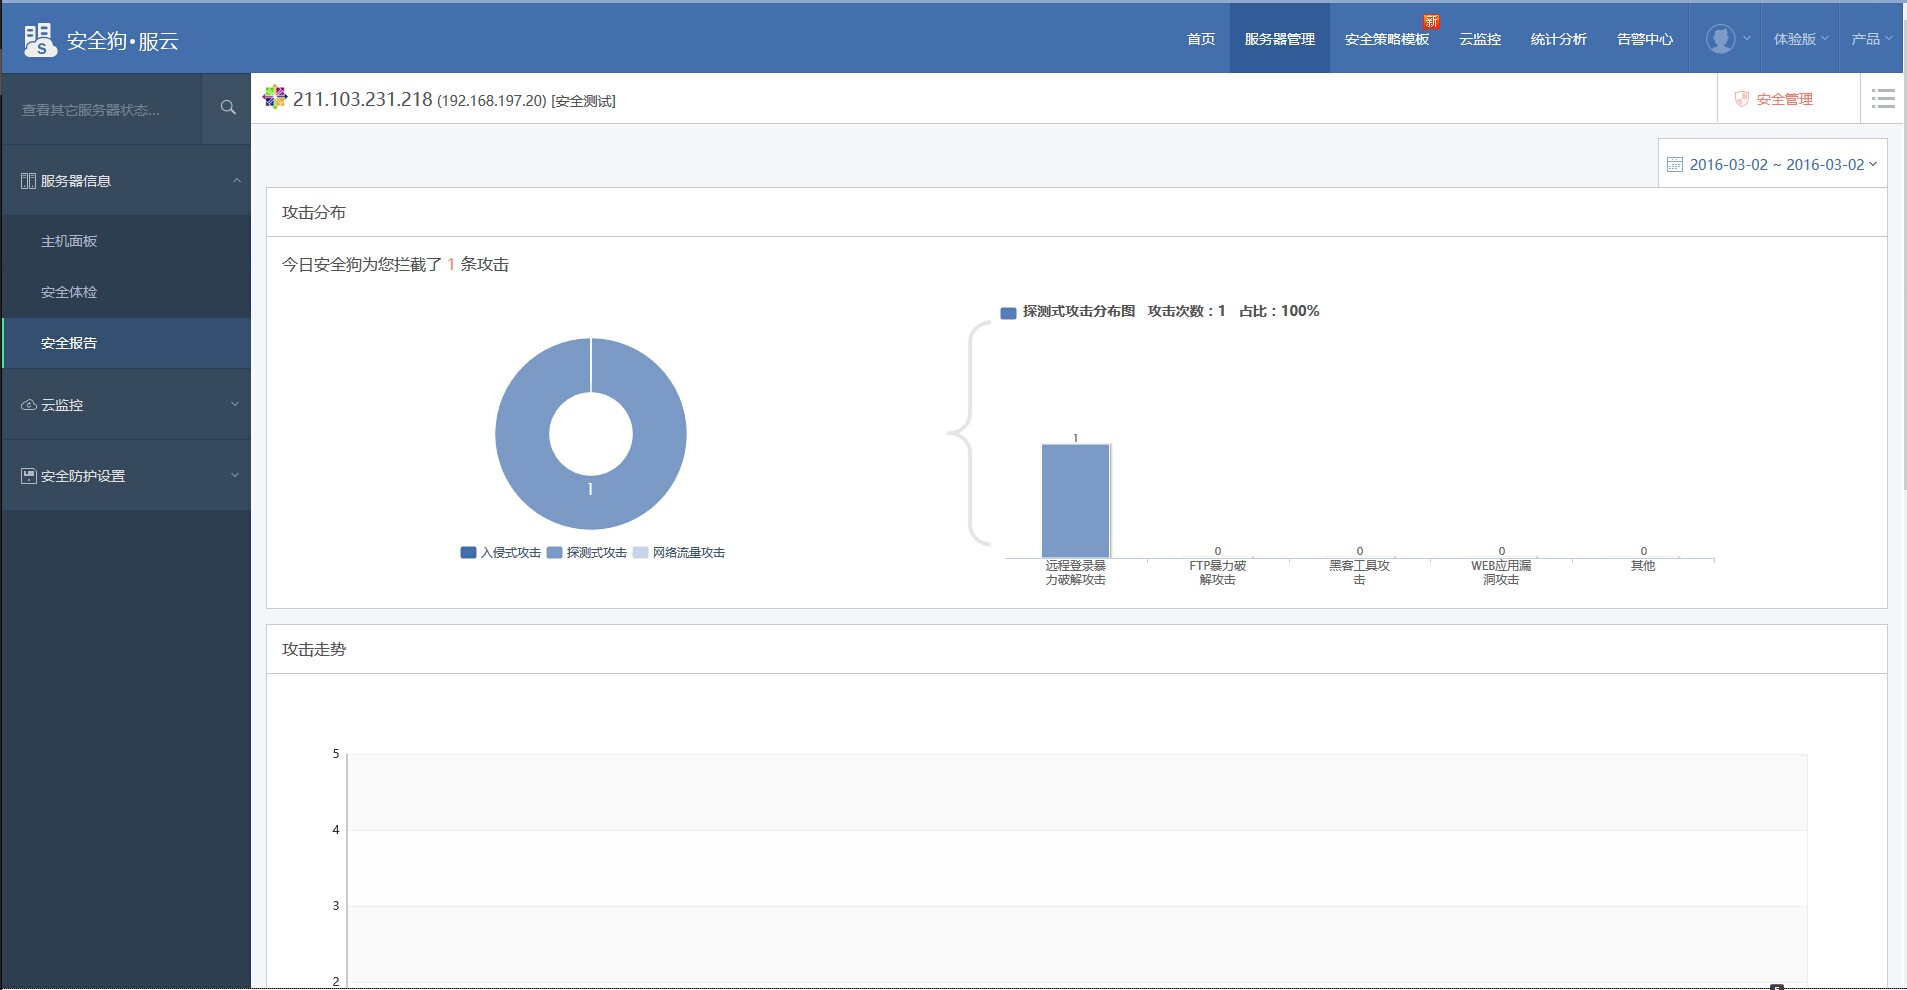 安全狗•服云
首页
服务器管理
安全策略模板
新
云监控
统计分析
告警中心
体验版
产品
查看其它服务器状态...
211.103.231.218 (192.168.197.20) [安全测试]
安全管理
服务器信息
主机面板
安全体检
安全报告
云监控
安全防护设置
2016-03-02 ~ 2016-03-02
攻击分布
今日安全狗为您拦截了 1 条攻击
探测式攻击分布图 攻击次数：1 占比：100%
1
入侵式攻击 探测式攻击 网络流量攻击
1
0
0
0
0
远程登录暴
力破解攻击
FTP暴力破
解攻击
黑客工具攻
击
WEB应用漏
洞攻击
其他
攻击走势
5
4
3
2